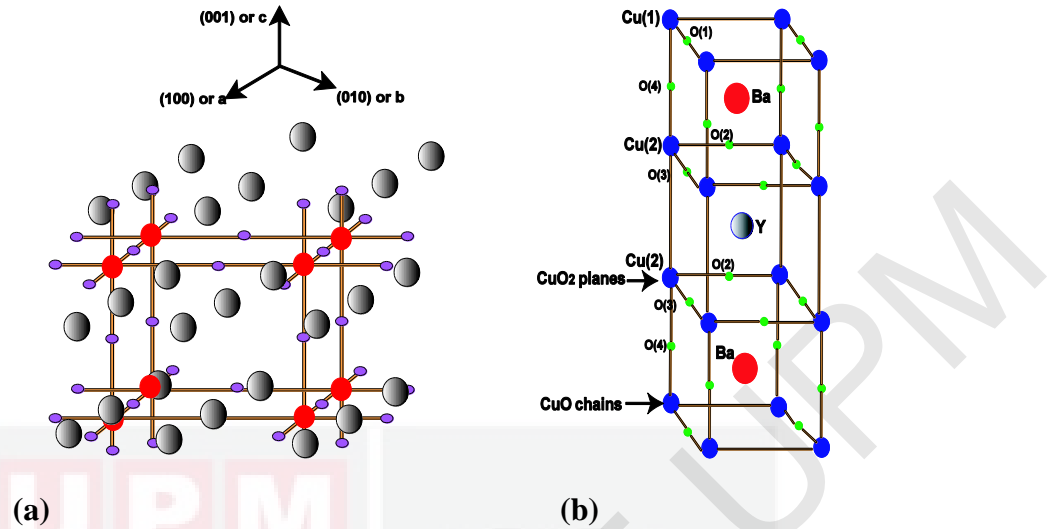 (001) or c
(100) or a
(010) or b
(a)
Cu(1)
O(1)
O(4)
Ba
O(2)
Cu(2)
O(3)
Y
Cu(2)
O(2)
CuO2 planes
O(3)
O(4)
Ba
CuO chains
(b)
UPM
UPM